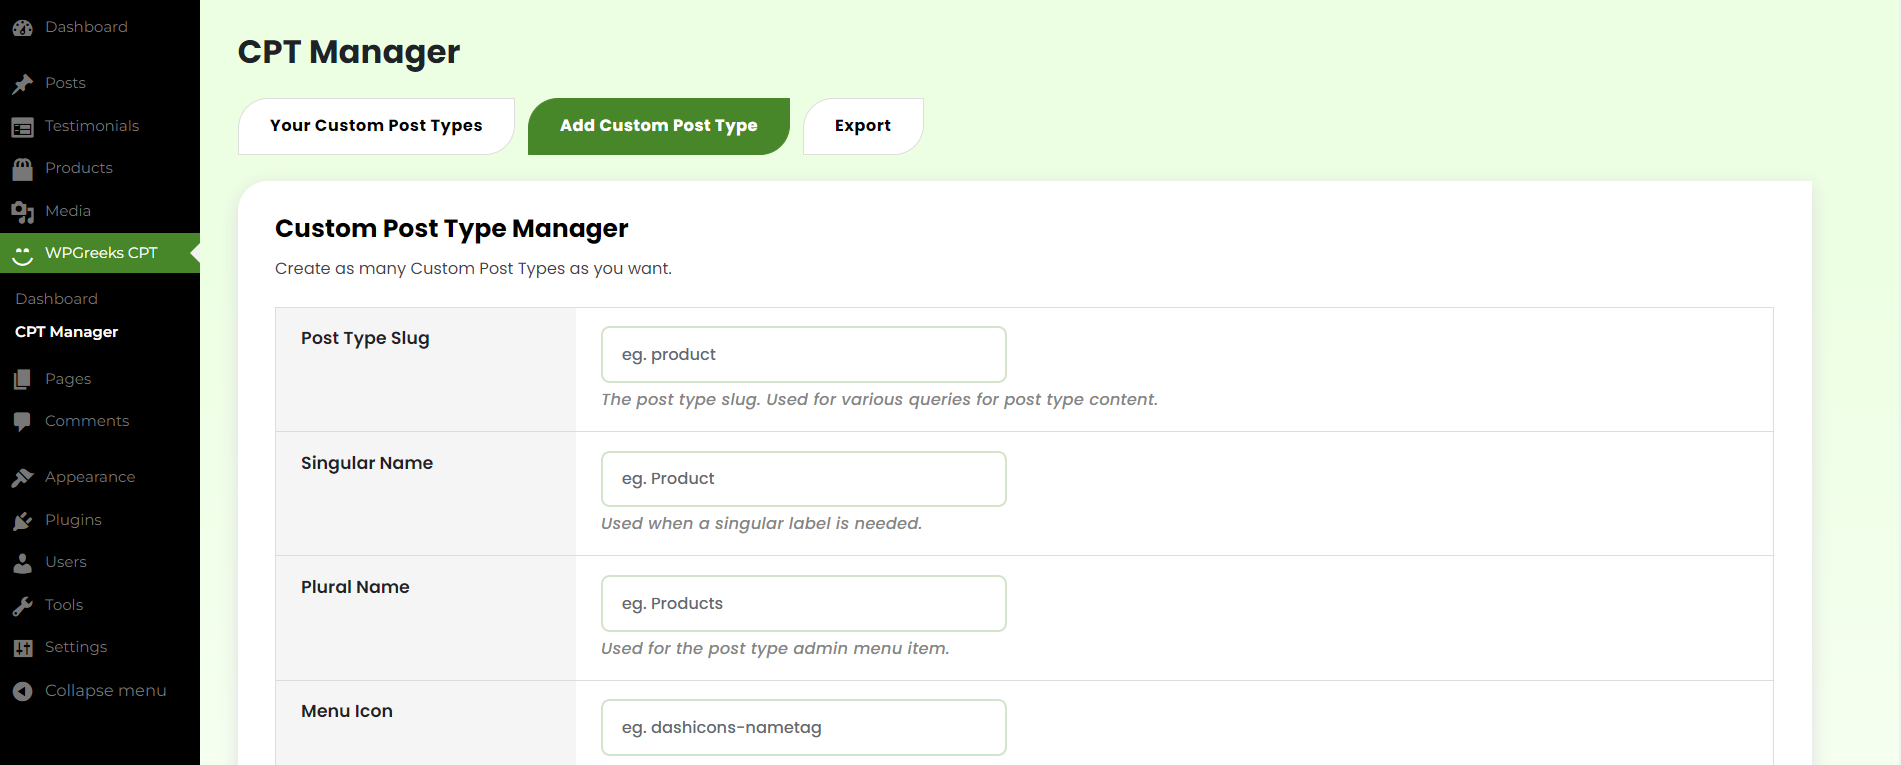 Dashboard
Posts
Testimonials
Products
Media
WPGreeks CPT
Dashboard
CPT Manager
Pages
Comments
Appearance
Plugins
Users
Tools
Settings
Collapse menu
CPT Manager
Your Custom Post Types
Add Custom Post Type
Export
Custom Post Type Manager
Create as many Custom Post Types as you want.
Post Type Slug
eg. product
The post type slug. Used for various queries for post type content.
Singular Name
eg. Product
Used when a singular label is needed.
Plural Name
eg. Products
Used for the post type admin menu item.
Menu Icon
eg. dashicons-nametag